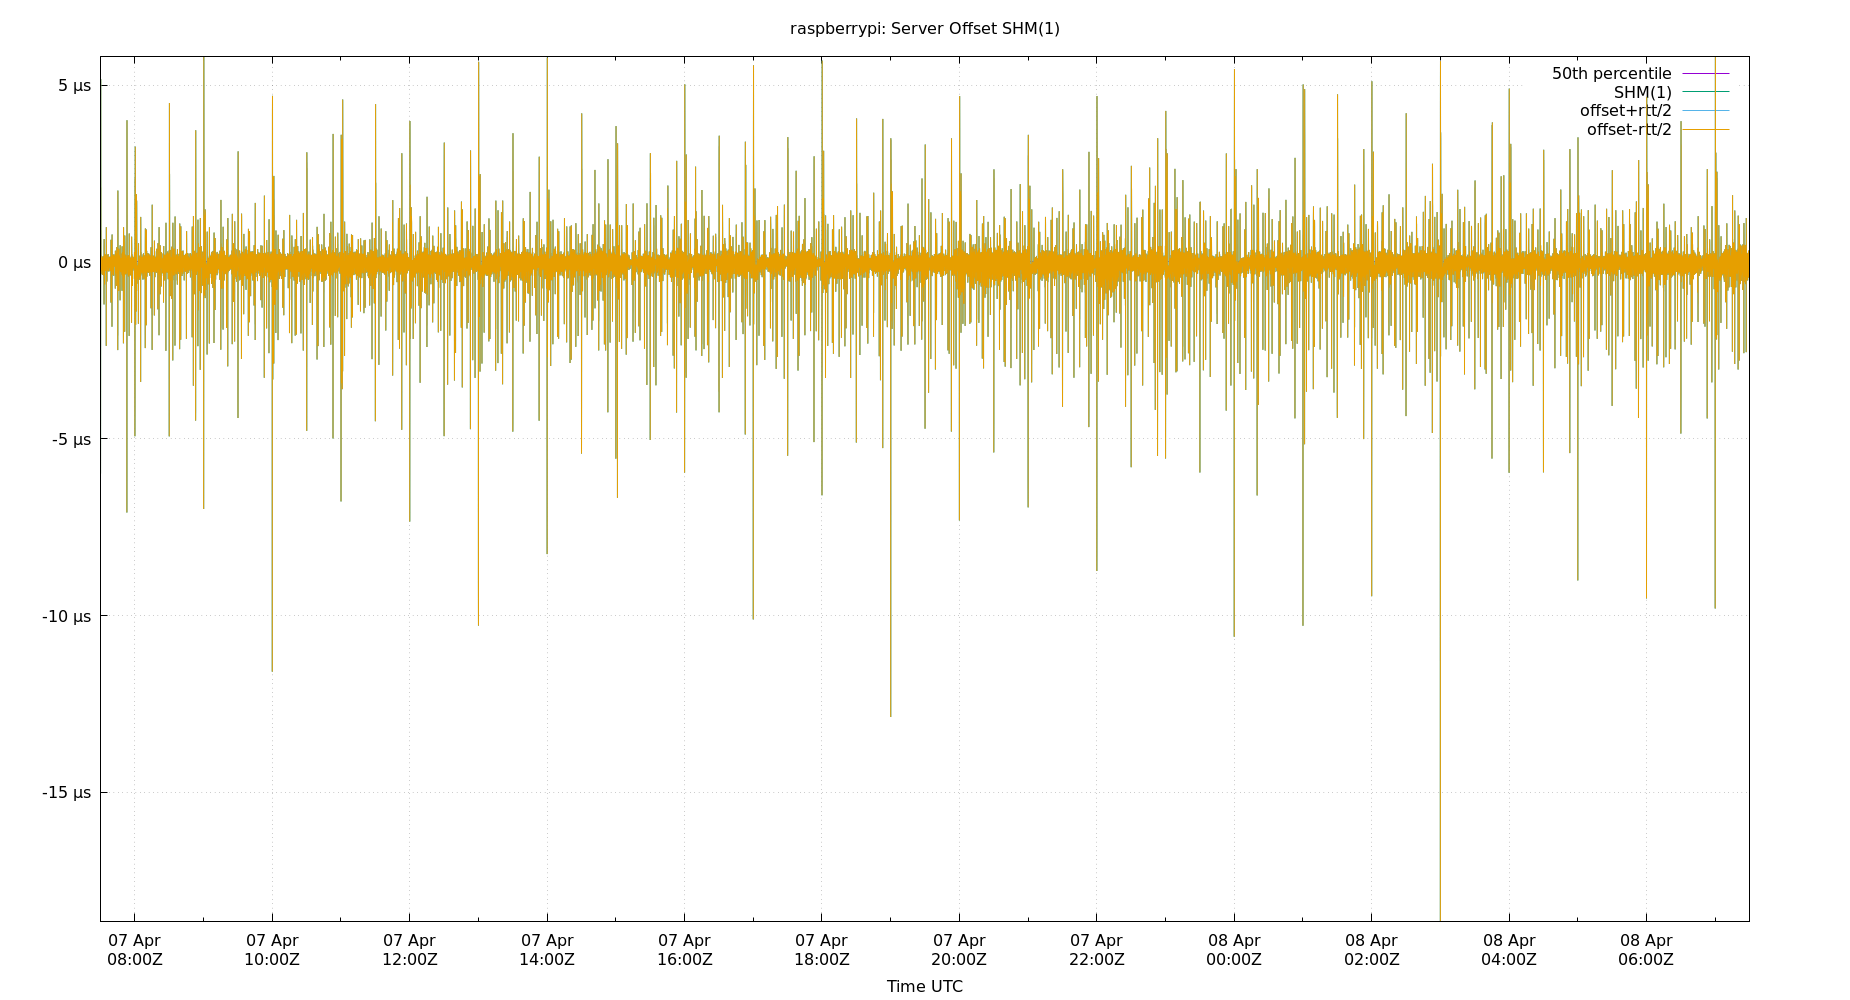 raspberrypi: Server Offset SHM(1)
50th percentile
SHM(1)
offset+rtt/2
offset-rtt/2
5 µs
0 µs
-5 µs
-10 µs
-15 µs
07 Apr 07 Apr 07 Apr 07 Apr 07 Apr 07 Apr 07 Apr 07 Apr 08 Apr 08 Apr 08 Apr 08 Apr
08:00Z 10:00Z 12:00Z 14:00Z 16:00Z 18:00Z 20:00Z 22:00Z 00:00Z 02:00Z 04:00Z 06:00Z
Time UTC